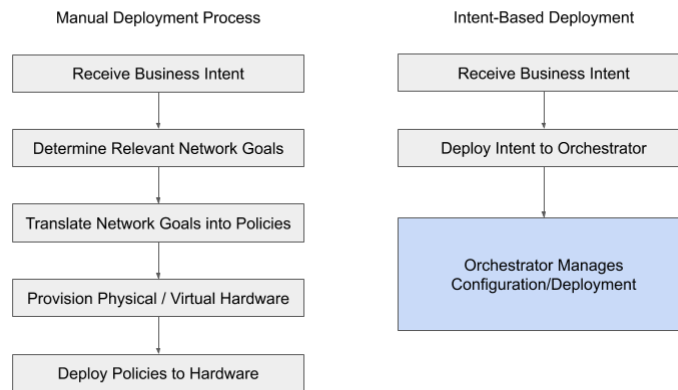 Manual Deployment Process
Receive Business Intent
Determine Relevant Network Goals
Translate Network Goals into Policies
Provision Physical / Virtual Hardware
Deploy Policies to Hardware
Intent-Based Deployment
Receive Business Intent
Deploy Intent to Orchestrator
Orchestrator Manages
Configuration/Deployment